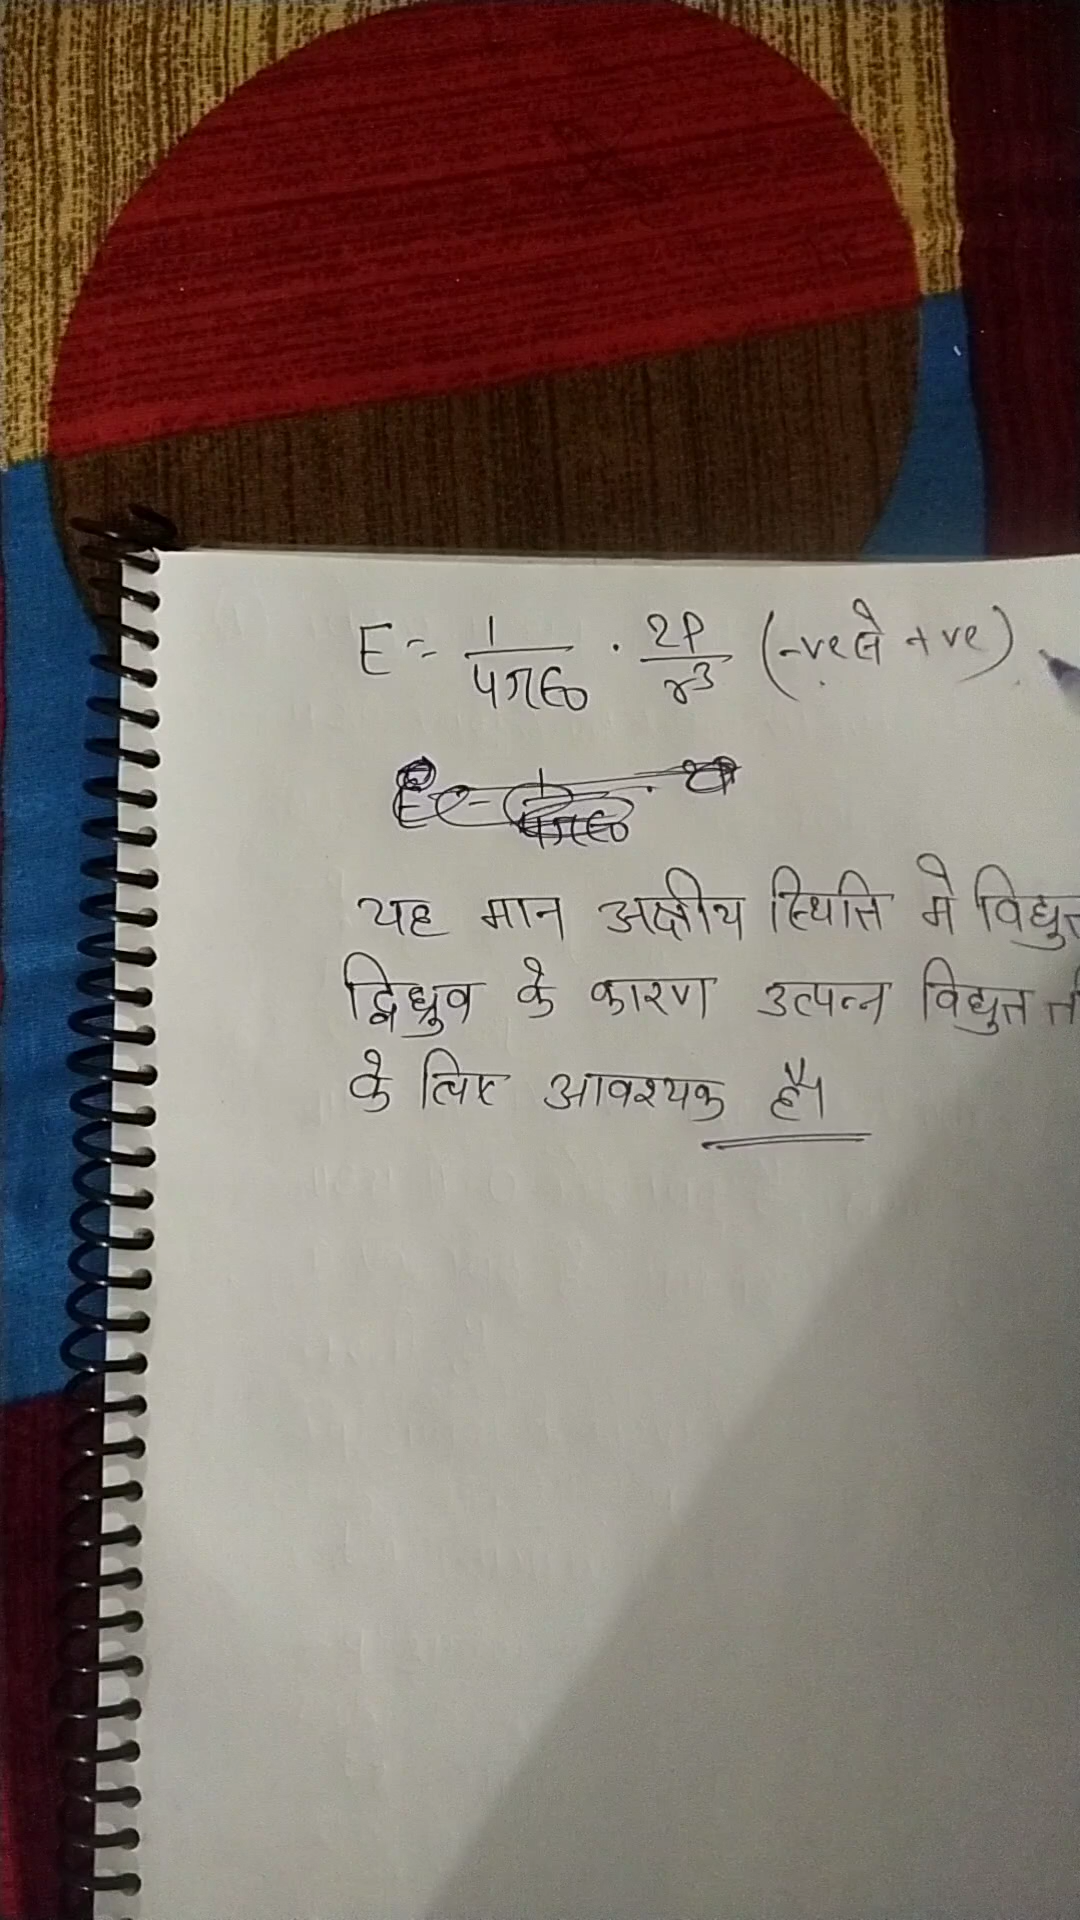 E = 1/4πε₀ · 2P/r³ (-ve से +ve)
यह मान अक्षीय स्थिति मे विद्युत
द्विध्रुव के कारण उत्पन्न विद्युत
के लिए आवश्यक है।